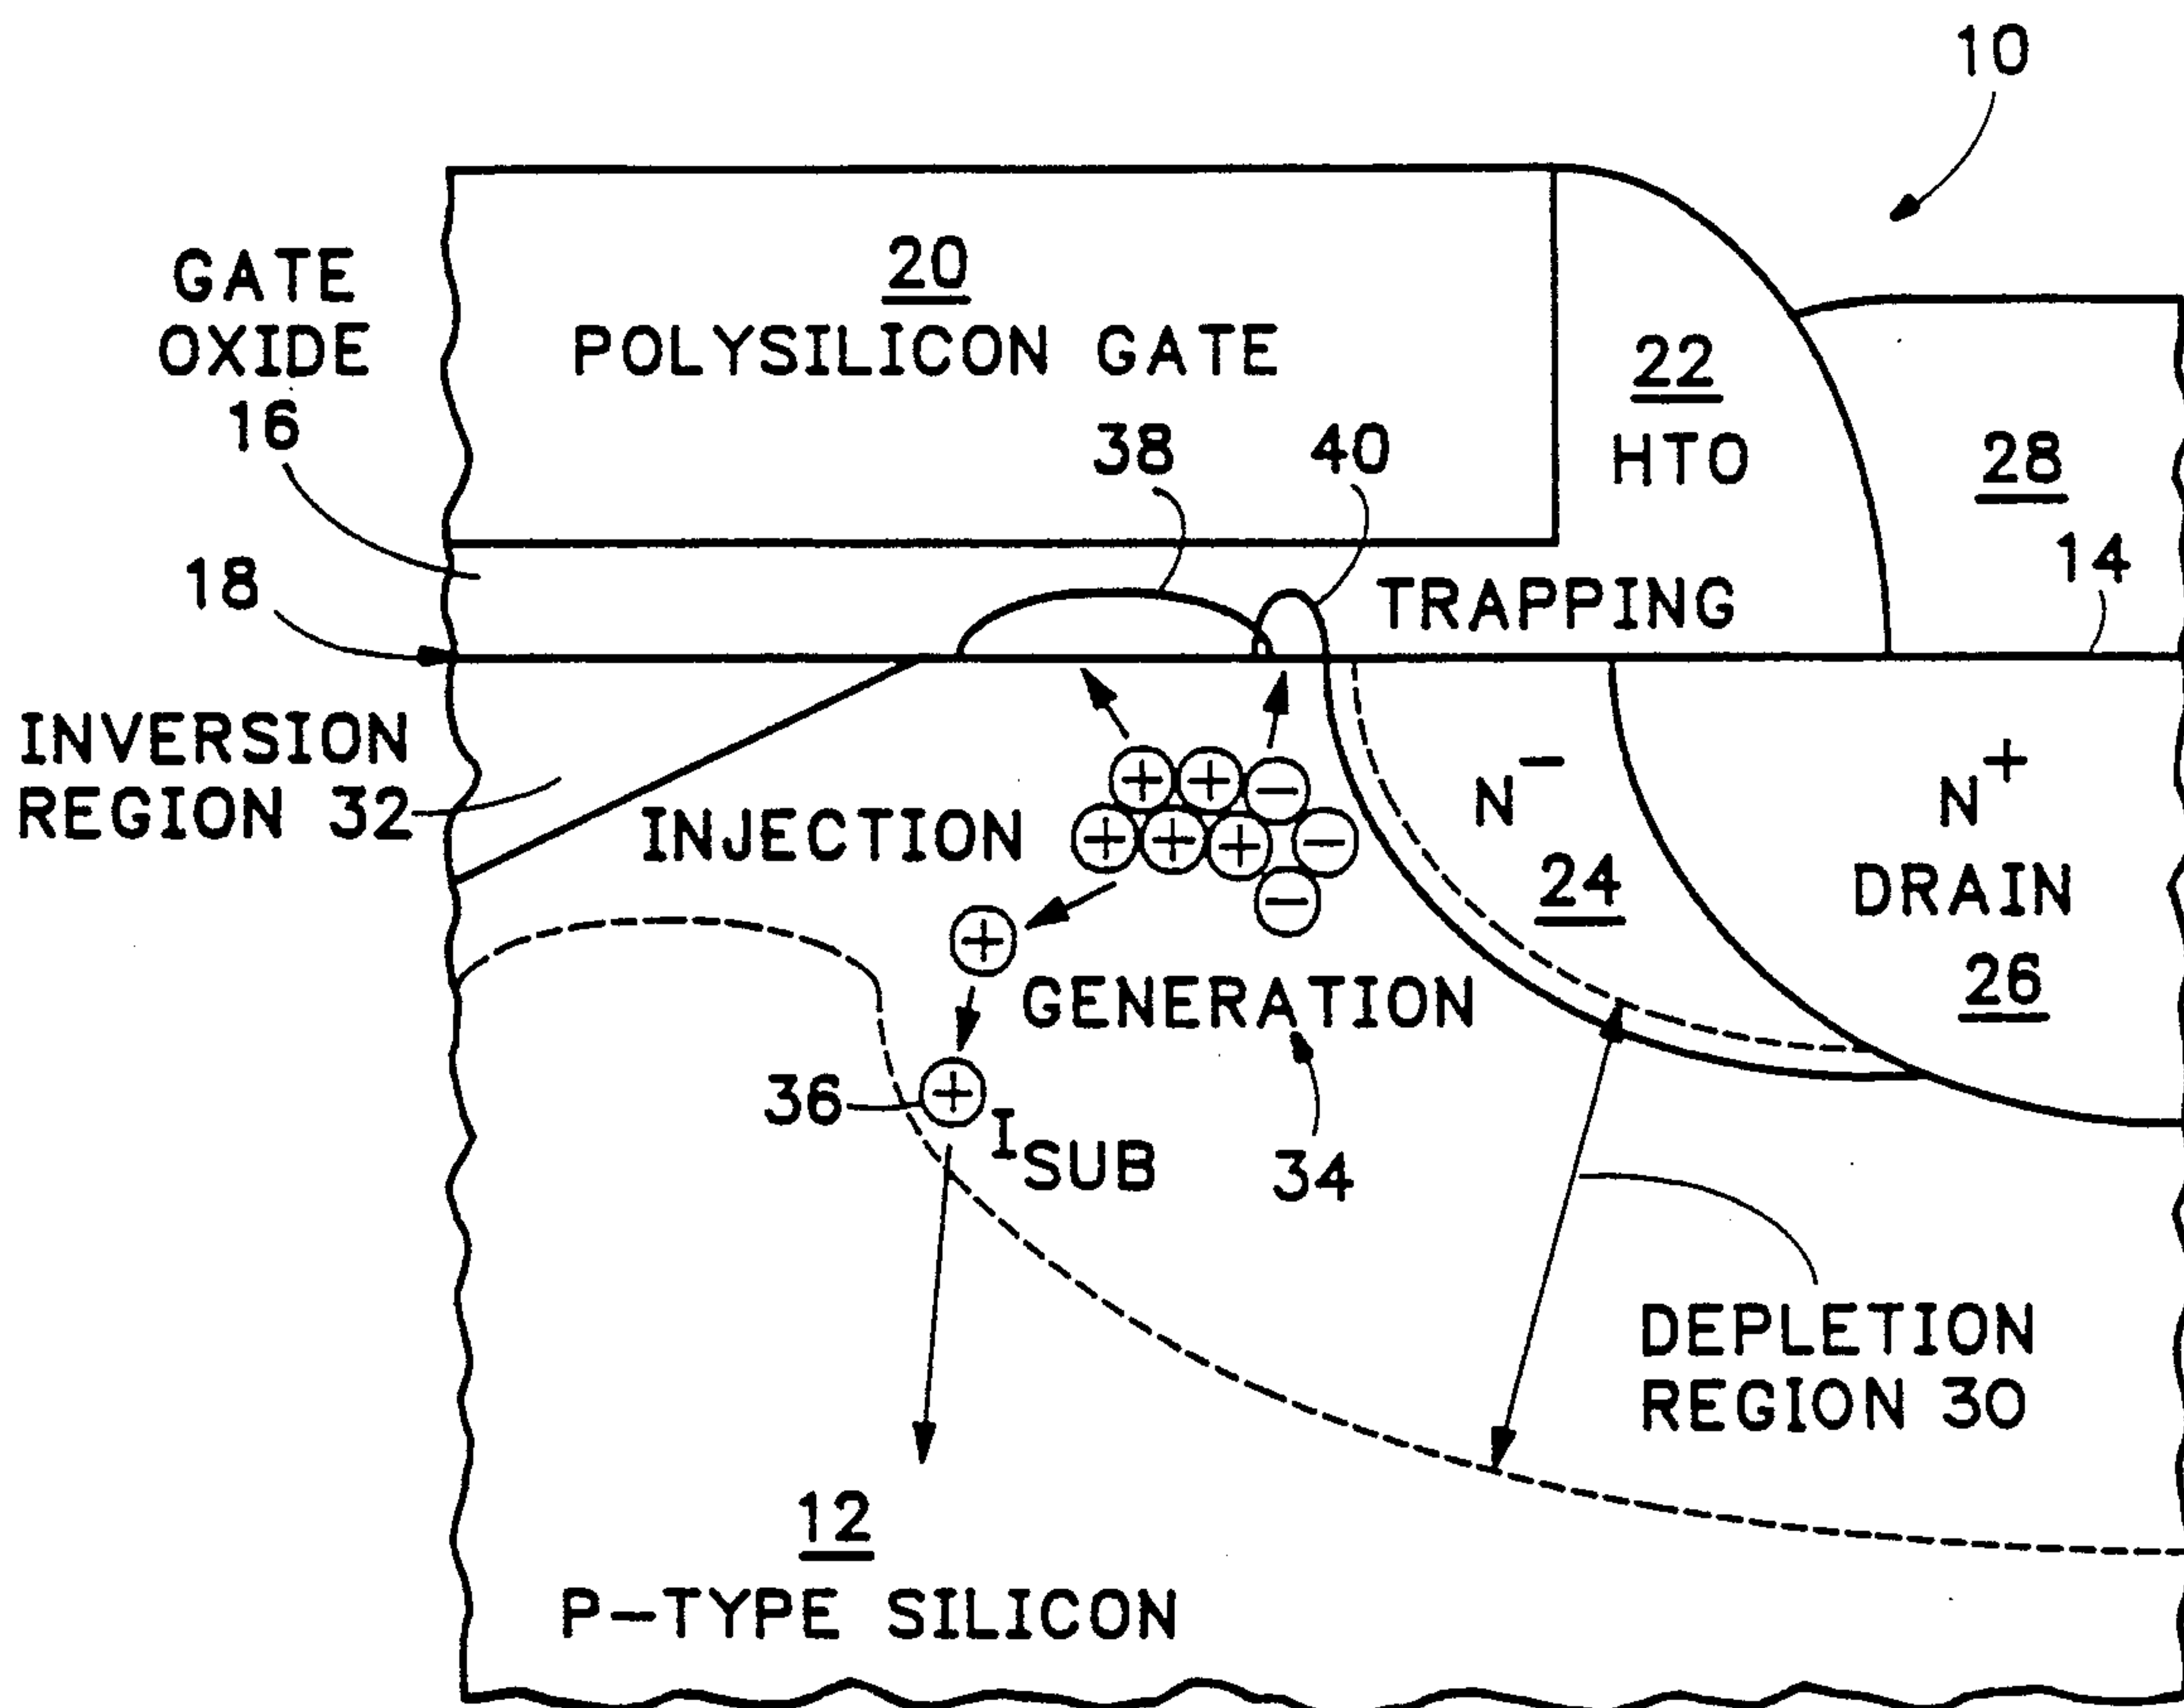 10
GATE
OXIDE
16
20
POLYSILICON GATE
22
HTO
38
40
28
14
18
TRAPPING
INVERSION
REGION 32
INJECTION
+ + −
+ + + −
−
N−
24
N+
DRAIN
26
+
GENERATION
36
+
ISUB
34
DEPLETION
REGION 30
12
P-TYPE SILICON